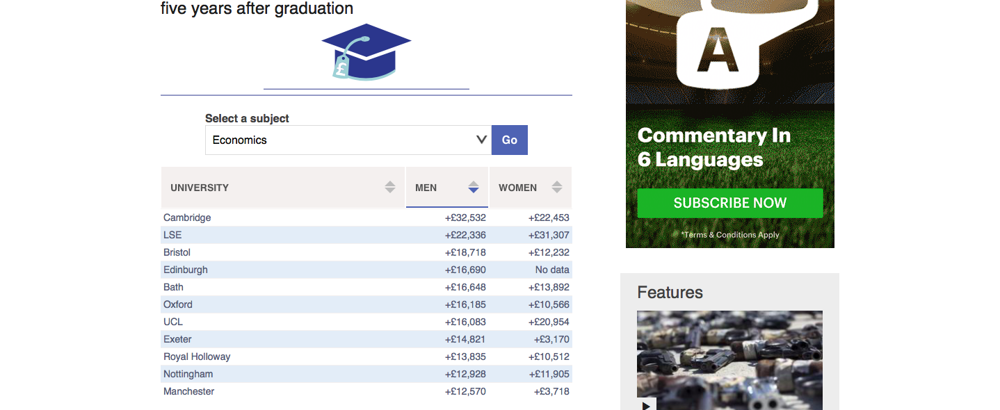 five years after graduation
£
Select a subject
Economics
Go
UNIVERSITY MEN WOMEN
Cambridge +£32,532 +£22,453
LSE +£22,336 +£31,307
Bristol +£18,718 +£12,232
Edinburgh +£16,690 No data
Bath +£16,648 +£13,892
Oxford +£16,185 +£10,566
UCL +£16,083 +£20,954
Exeter +£14,821 +£3,170
Royal Holloway +£13,835 +£10,512
Nottingham +£12,928 +£11,905
Manchester +£12,570 +£3,718
A
Commentary In
6 Languages
SUBSCRIBE NOW
*Terms & Conditions Apply
Features